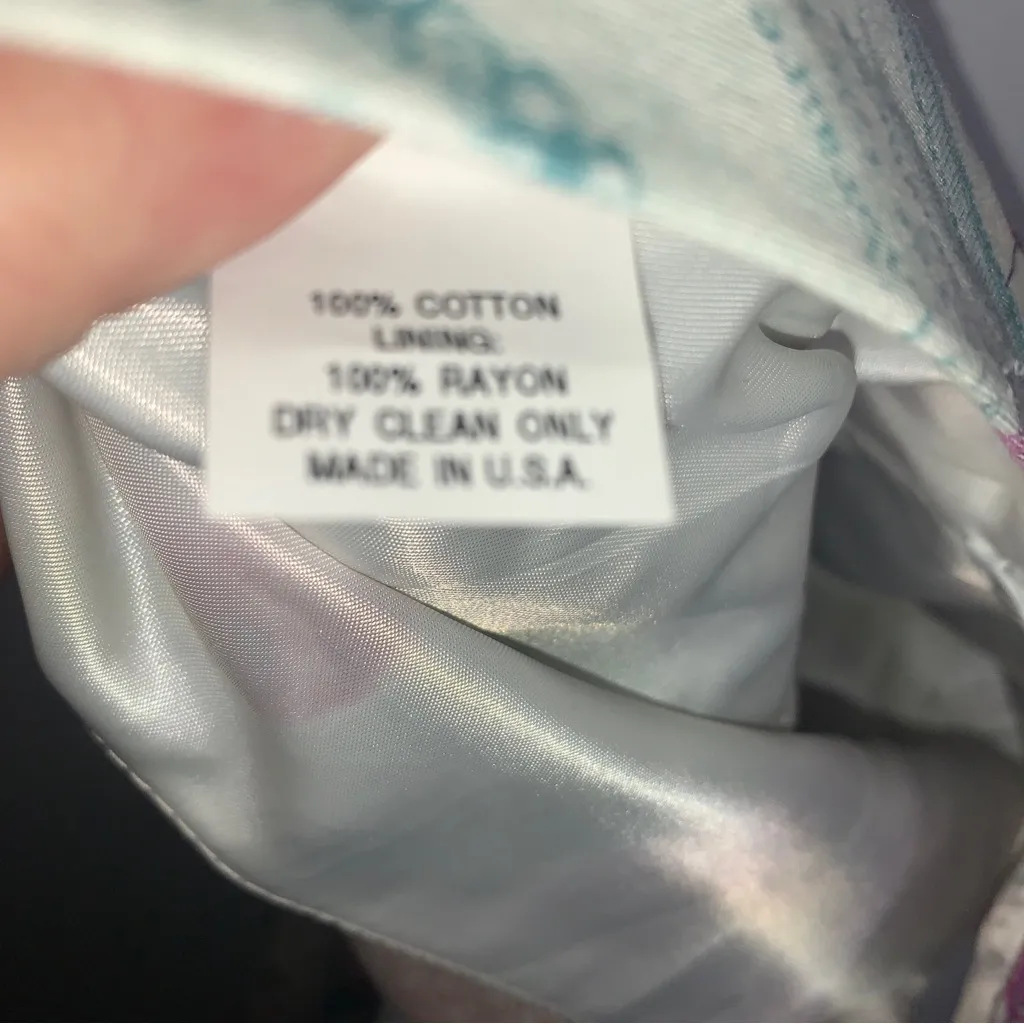 100% COTTON
LINING:
100% RAYON
DRY CLEAN ONLY
MADE IN U.S.A.